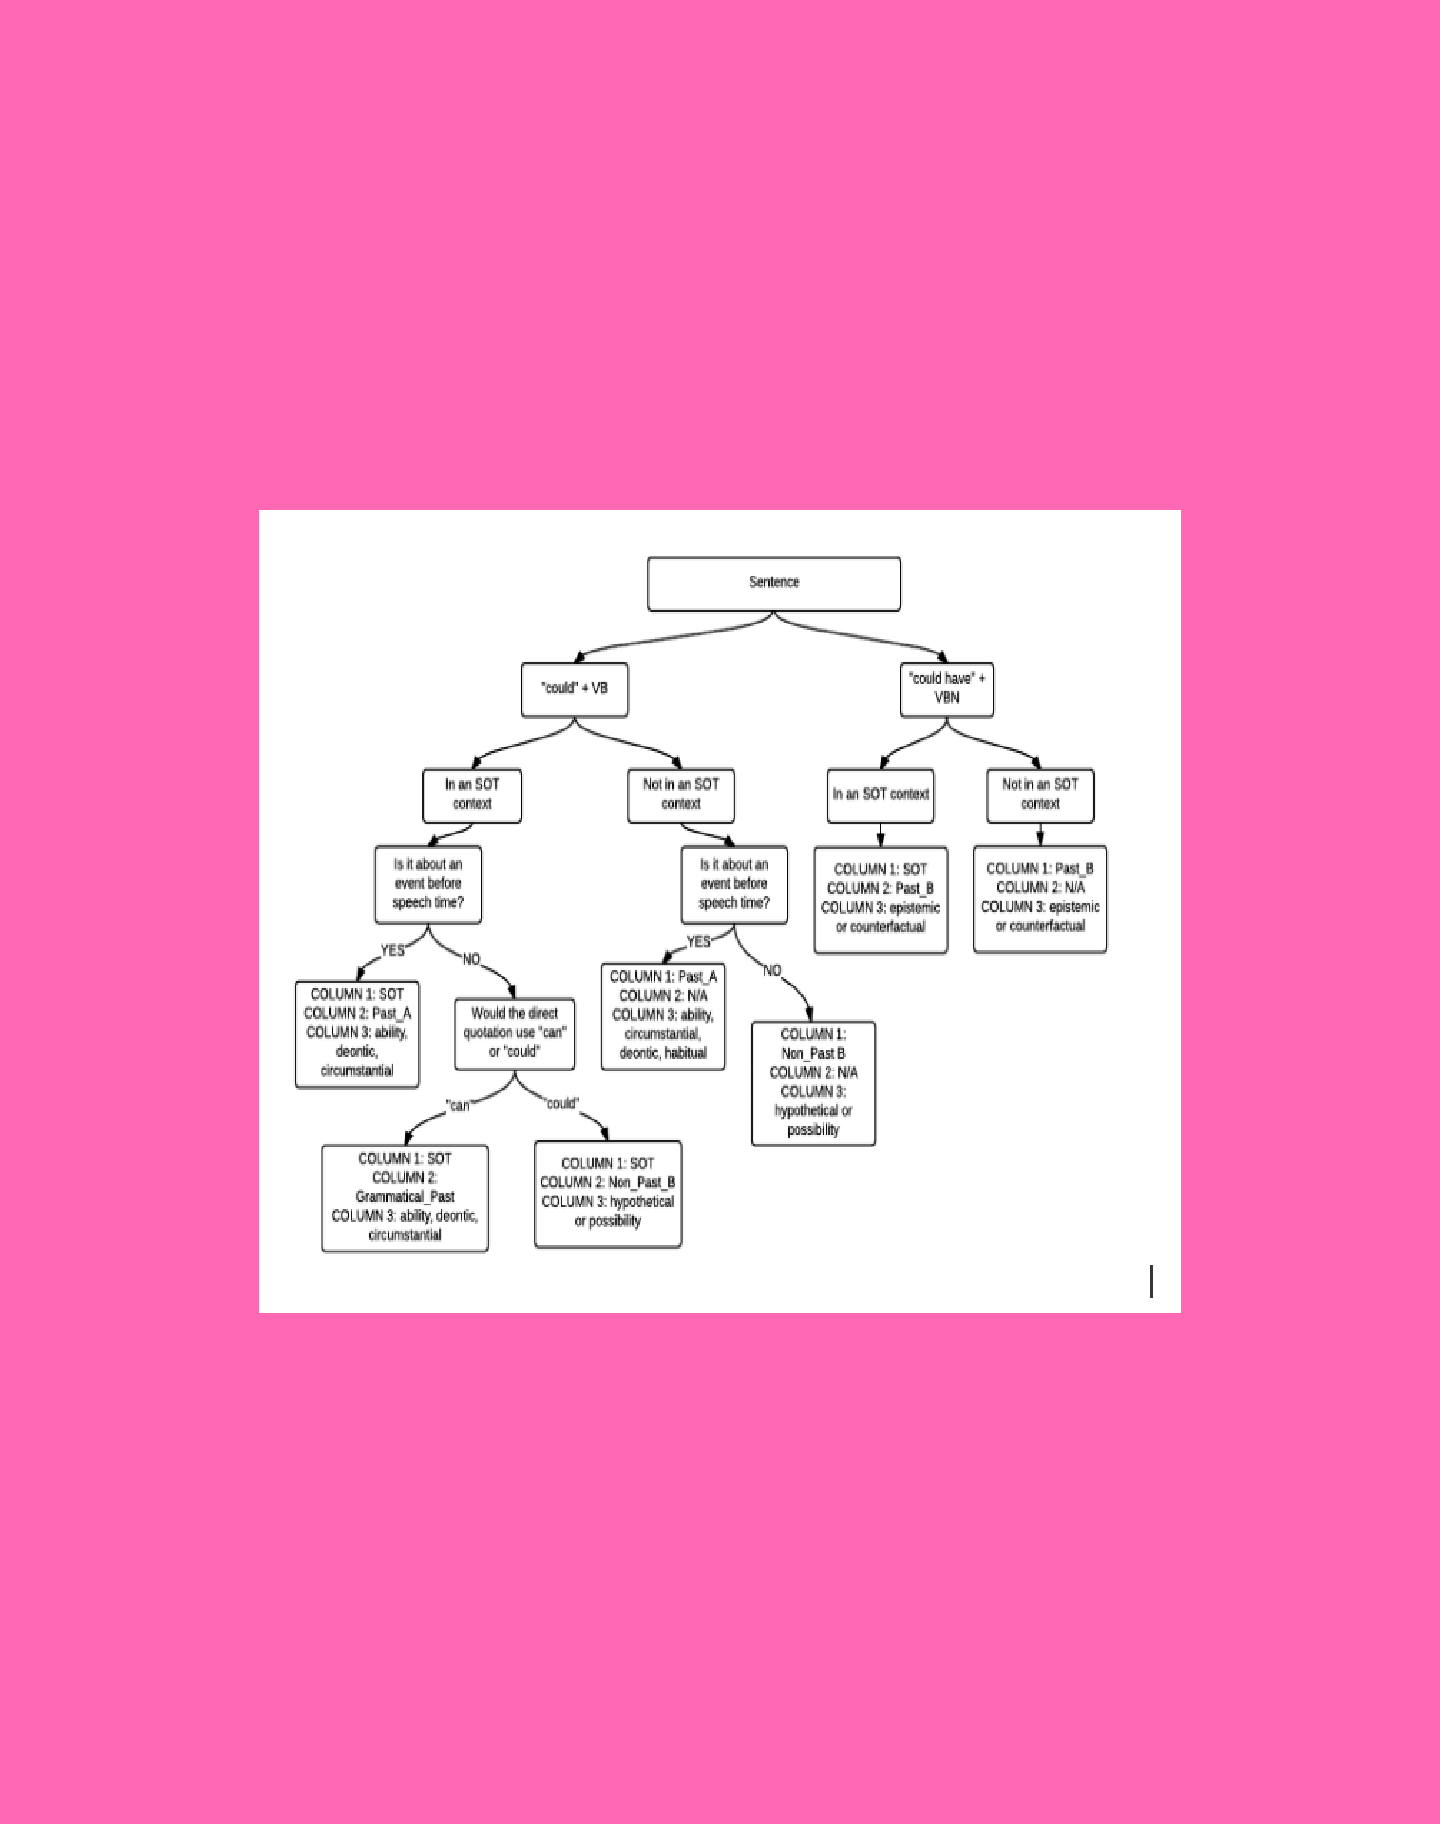 Sentence
"could" + VB
"could have" +
VBN
In an SOT
context
Not in an SOT
context
In an SOT context
Not in an SOT
context
Is it about an
event before
speech time?
Is it about an
event before
speech time?
COLUMN 1: SOT
COLUMN 2: Past_B
COLUMN 3: epistemic
or counterfactual
COLUMN 1: Past_B
COLUMN 2: N/A
COLUMN 3: epistemic
or counterfactual
YES
NO
YES
NO
COLUMN 1: SOT
COLUMN 2: Past_A
COLUMN 3: ability,
deontic,
circumstantial
Would the direct
quotation use "can"
or "could"
COLUMN 1: Past_A
COLUMN 2: N/A
COLUMN 3: ability,
circumstantial,
deontic, habitual
COLUMN 1:
Non_Past B
COLUMN 2: N/A
COLUMN 3:
hypothetical or
possibility
"can"
"could"
COLUMN 1: SOT
COLUMN 2:
Grammatical_Past
COLUMN 3: ability, deontic,
circumstantial
COLUMN 1: SOT
COLUMN 2: Non_Past_B
COLUMN 3: hypothetical
or possibility